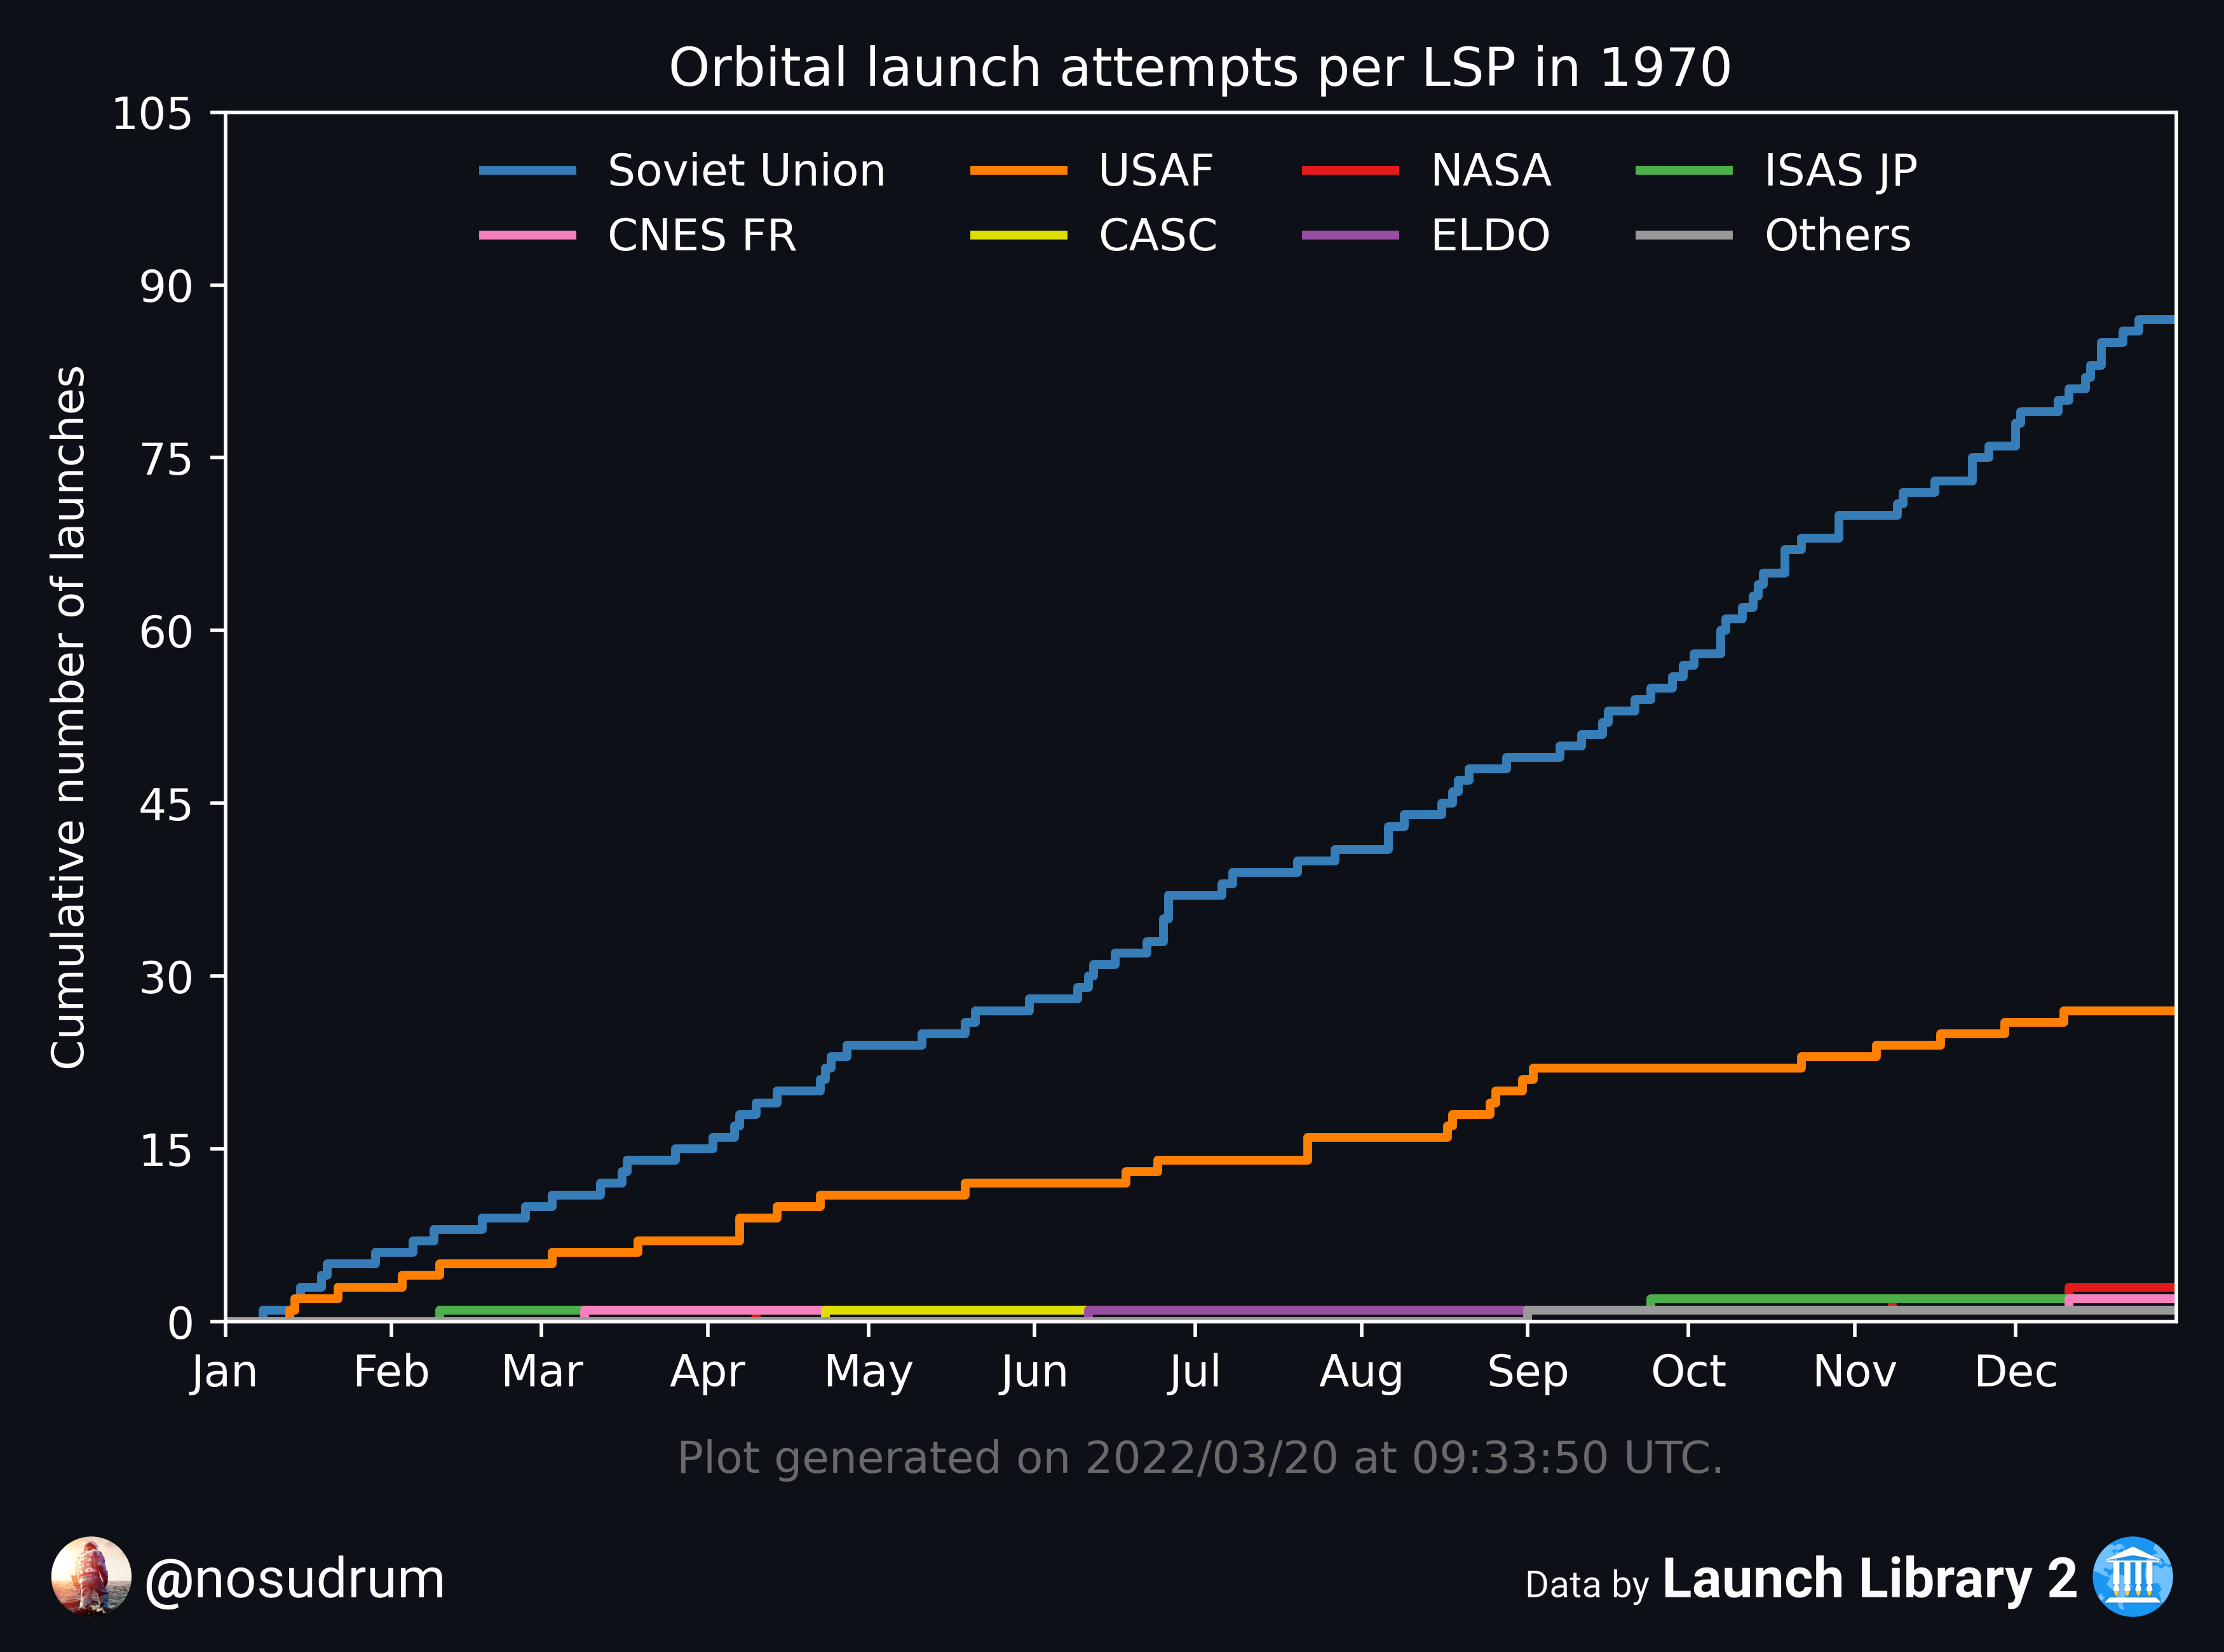 Orbital launch attempts per LSP in 1970
Soviet Union USAF NASA ISAS JP
CNES FR CASC ELDO Others
Cumulative number of launches
105
90
75
60
45
30
15
0
Jan Feb Mar Apr May Jun Jul Aug Sep Oct Nov Dec
Plot generated on 2022/03/20 at 09:33:50 UTC.
@nosudrum
Data by Launch Library 2